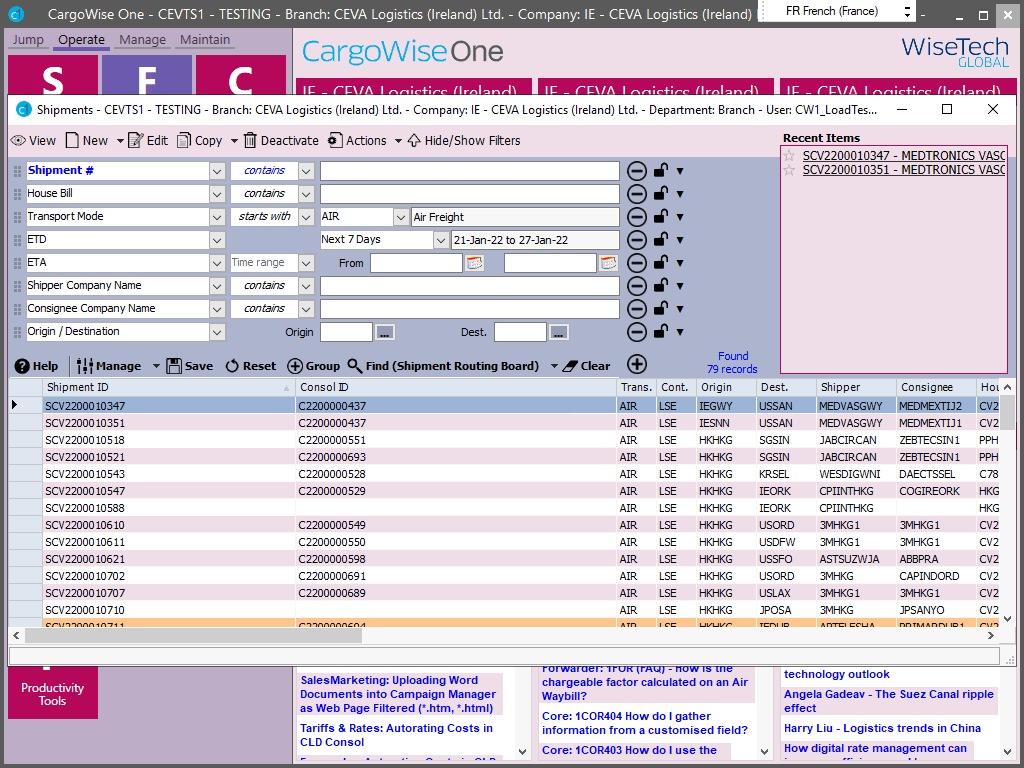 CargoWise One - CEVTS1 - TESTING - Branch: CEVA Logistics (Ireland) Ltd. - Company: IE - CEVA Logistics (Ireland)
FR French (France)
Jump Operate Manage Maintain
CargoWise One
WiseTech
GLOBAL
S F C
IE - CEVA Logistics (Ireland) IE - CEVA Logistics (Ireland) IE - CEVA Logistics (Ireland)
Shipments - CEVTS1 - TESTING - Branch: CEVA Logistics (Ireland) Ltd. - Company: IE - CEVA Logistics (Ireland) Ltd. - Department: Branch - User: CW1_LoadTes...
View New Edit Copy Deactivate Actions Hide/Show Filters
Recent Items
SCV2200010347 - MEDTRONICS VASC
SCV2200010351 - MEDTRONICS VASC
Shipment # contains
House Bill contains
Transport Mode starts with AIR Air Freight
ETD Next 7 Days 21-Jan-22 to 27-Jan-22
ETA Time range From
Shipper Company Name contains
Consignee Company Name contains
Origin / Destination Origin ... Dest. ...
Help Manage Save Reset Group Find (Shipment Routing Board) Clear
Found
79 records
Shipment ID Consol ID Trans. Cont. Origin Dest. Shipper Consignee Hou
SCV2200010347 C2200000437 AIR LSE IEGWY USSAN MEDVASGWY MEDMEXTIJ2 CV2
SCV2200010351 C2200000437 AIR LSE IESNN USSAN MEDVASGWY MEDMEXTIJ1 CV2
SCV2200010518 C2200000551 AIR LSE HKHKG SGSIN JABCIRCAN ZEBTECSIN1 PPH
SCV2200010521 C2200000693 AIR LSE HKHKG SGSIN JABCIRCAN ZEBTECSIN1 PPH
SCV2200010543 C2200000528 AIR LSE HKHKG KRSEL WESDIGWNI DAECTSSEL C78
SCV2200010547 C2200000529 AIR LSE HKHKG IEORK CPIINTHKG COGIREORK HKG
SCV2200010588 AIR LSE HKHKG IEORK CPIINTHKG HKG
SCV2200010610 C2200000549 AIR LSE HKHKG USORD 3MHKG1 3MHKG1 CV2
SCV2200010611 C2200000550 AIR LSE HKHKG USDFW 3MHKG1 3MHKG1 CV2
SCV2200010621 C2200000598 AIR LSE HKHKG USSFO ASTSUZWJA ABBPRA CV2
SCV2200010702 C2200000691 AIR LSE HKHKG USORD 3MHKG CAPINDORD CV2
SCV2200010707 C2200000689 AIR LSE HKHKG USLAX 3MHKG1 3MHKG1 CV2
SCV2200010710 AIR LSE HKHKG JPOSA 3MHKG JPSANYO CV2
SCV2200010711 C2200000694 AIR LSE HKHKG IEDUB
Productivity
Tools
SalesMarketing: Uploading Word
Documents into Campaign Manager
as Web Page Filtered (*.htm, *.html)
Tariffs & Rates: Autorating Costs in
CLD Consol
Forwarder: 1FOR (FAQ) - How is the
chargeable factor calculated on an Air
Waybill?
Core: 1COR404 How do I gather
information from a customised field?
Core: 1COR403 How do I use the
technology outlook
Angela Gadeav - The Suez Canal ripple
effect
Harry Liu - Logistics trends in China
How digital rate management can